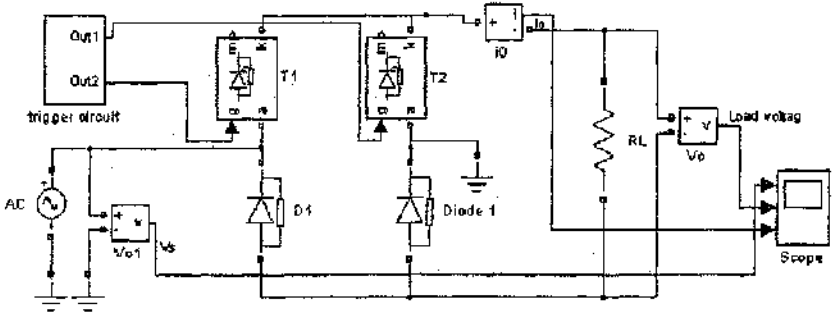 Out1
Out2
trigger circuit
m
k
T1
g
a
m
k
T2
g
a
+
-
i
i0
Io
RL
+
-
v
Vo
Load voltag
AC
+
+
-
v
Vo1
Vs
D1
Diode 1
Scope